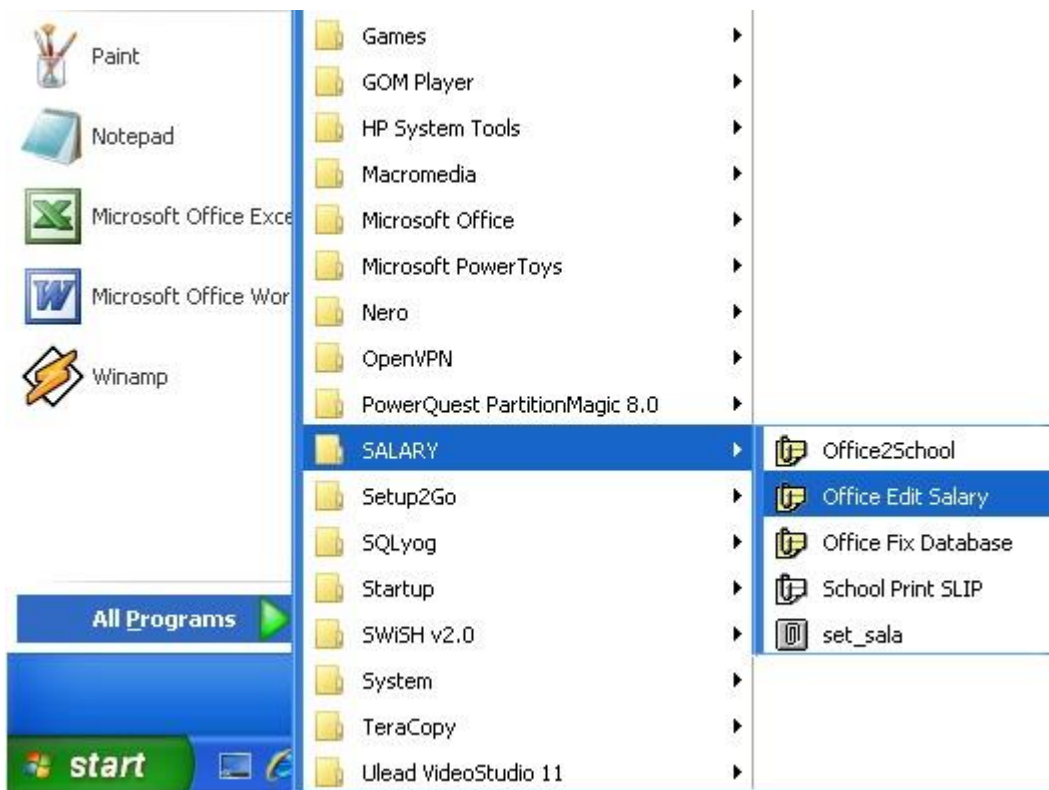 Paint
Notepad
Microsoft Office Exce
Microsoft Office Wor
Winamp
All Programs
start
Games
GOM Player
HP System Tools
Macromedia
Microsoft Office
Microsoft PowerToys
Nero
OpenVPN
PowerQuest PartitionMagic 8.0
SALARY
Setup2Go
SQLyog
Startup
SWiSH v2.0
System
TeraCopy
Ulead VideoStudio 11
Office2School
Office Edit Salary
Office Fix Database
School Print SLIP
set_sala